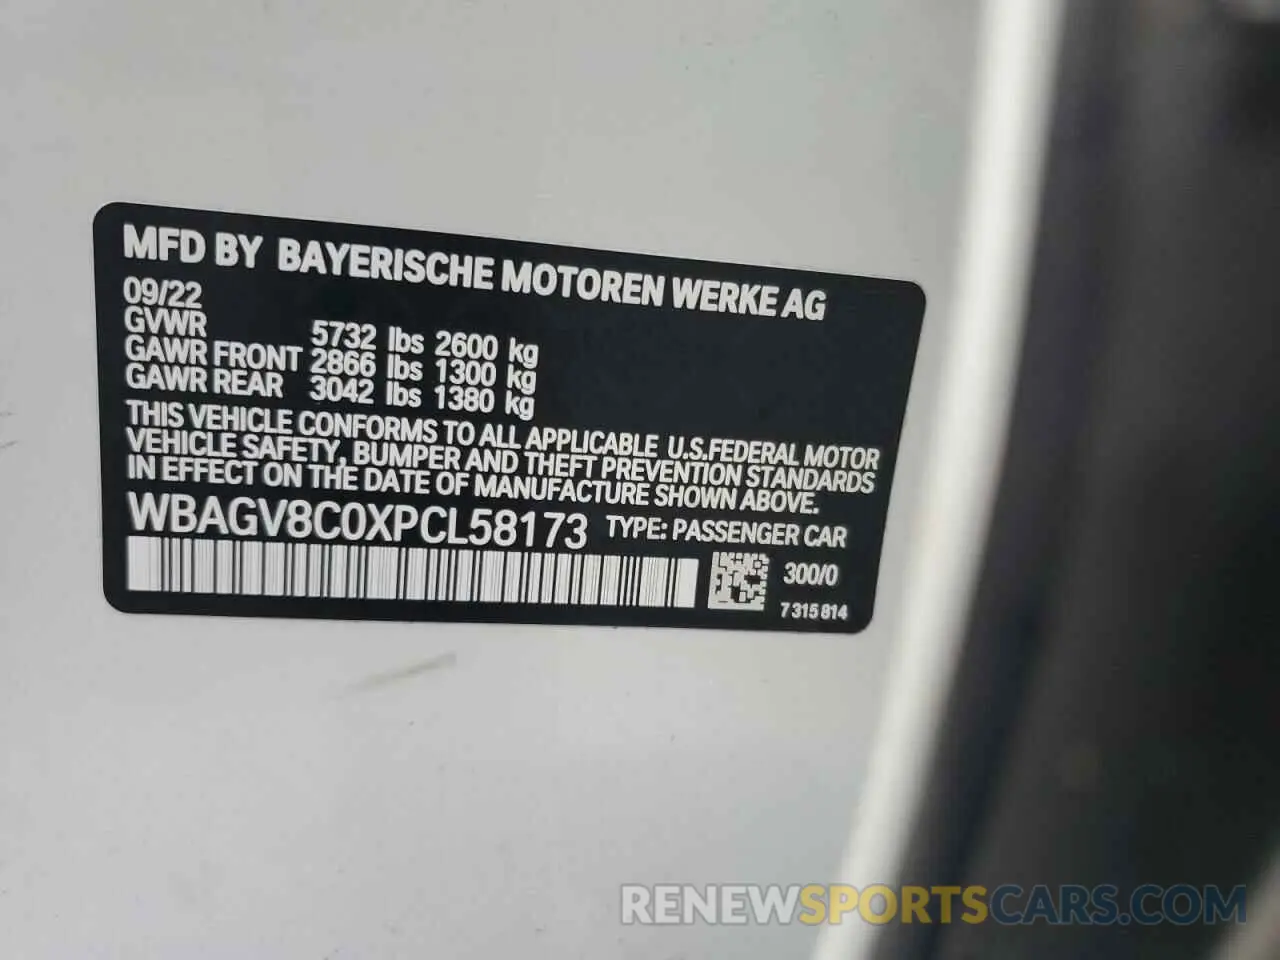 MFD BY BAYERISCHE MOTOREN WERKE AG
09/22
GVWR 5732 lbs 2600 kg
GAWR FRONT 2866 lbs 1300 kg
GAWR REAR 3042 lbs 1380 kg
THIS VEHICLE CONFORMS TO ALL APPLICABLE U.S.FEDERAL MOTOR
VEHICLE SAFETY, BUMPER AND THEFT PREVENTION STANDARDS
IN EFFECT ON THE DATE OF MANUFACTURE SHOWN ABOVE.
WBAGV8C0XPCL58173 TYPE: PASSENGER CAR
300/0
7 315 814
RENEWSPORTSCARS.COM